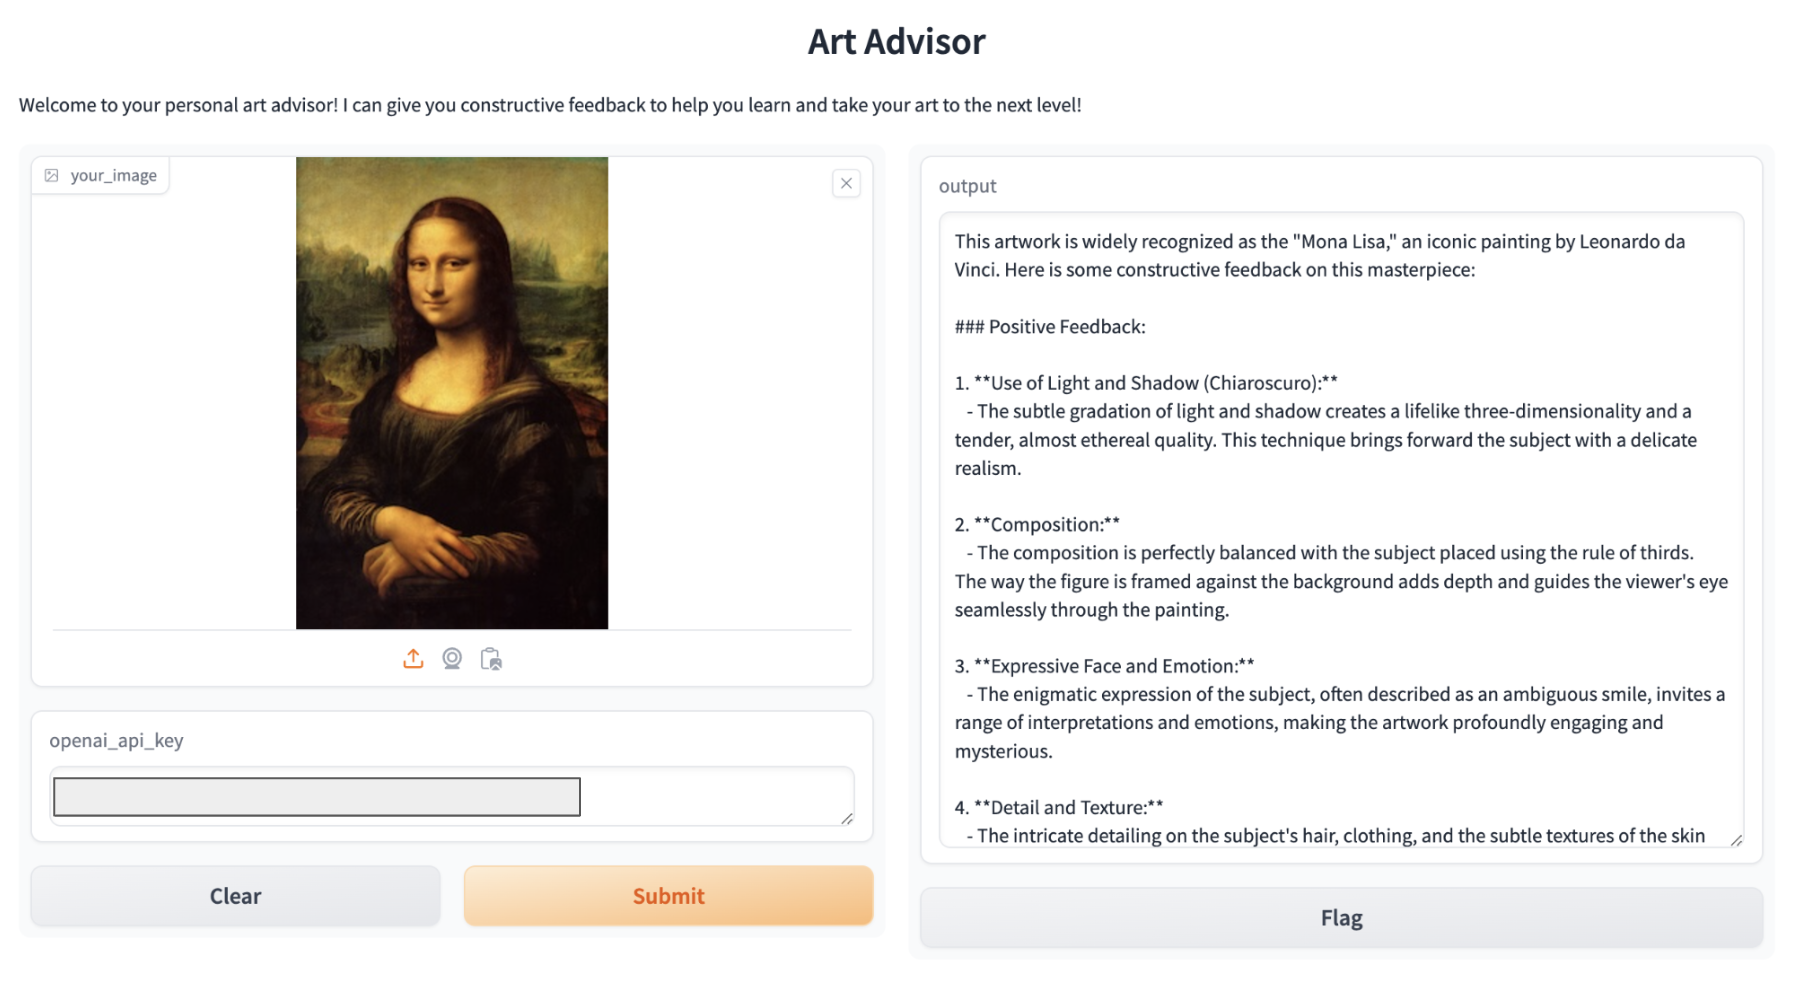 Art Advisor
Welcome to your personal art advisor! I can give you constructive feedback to help you learn and take your art to the next level!
your_image
openai_api_key
Clear
Submit
output
This artwork is widely recognized as the "Mona Lisa," an iconic painting by Leonardo da
Vinci. Here is some constructive feedback on this masterpiece:
### Positive Feedback:
1. **Use of Light and Shadow (Chiaroscuro):**
- The subtle gradation of light and shadow creates a lifelike three-dimensionality and a
tender, almost ethereal quality. This technique brings forward the subject with a delicate
realism.
2. **Composition:**
- The composition is perfectly balanced with the subject placed using the rule of thirds.
The way the figure is framed against the background adds depth and guides the viewer's eye
seamlessly through the painting.
3. **Expressive Face and Emotion:**
- The enigmatic expression of the subject, often described as an ambiguous smile, invites a
range of interpretations and emotions, making the artwork profoundly engaging and
mysterious.
4. **Detail and Texture:**
- The intricate detailing on the subject's hair, clothing, and the subtle textures of the skin
Flag